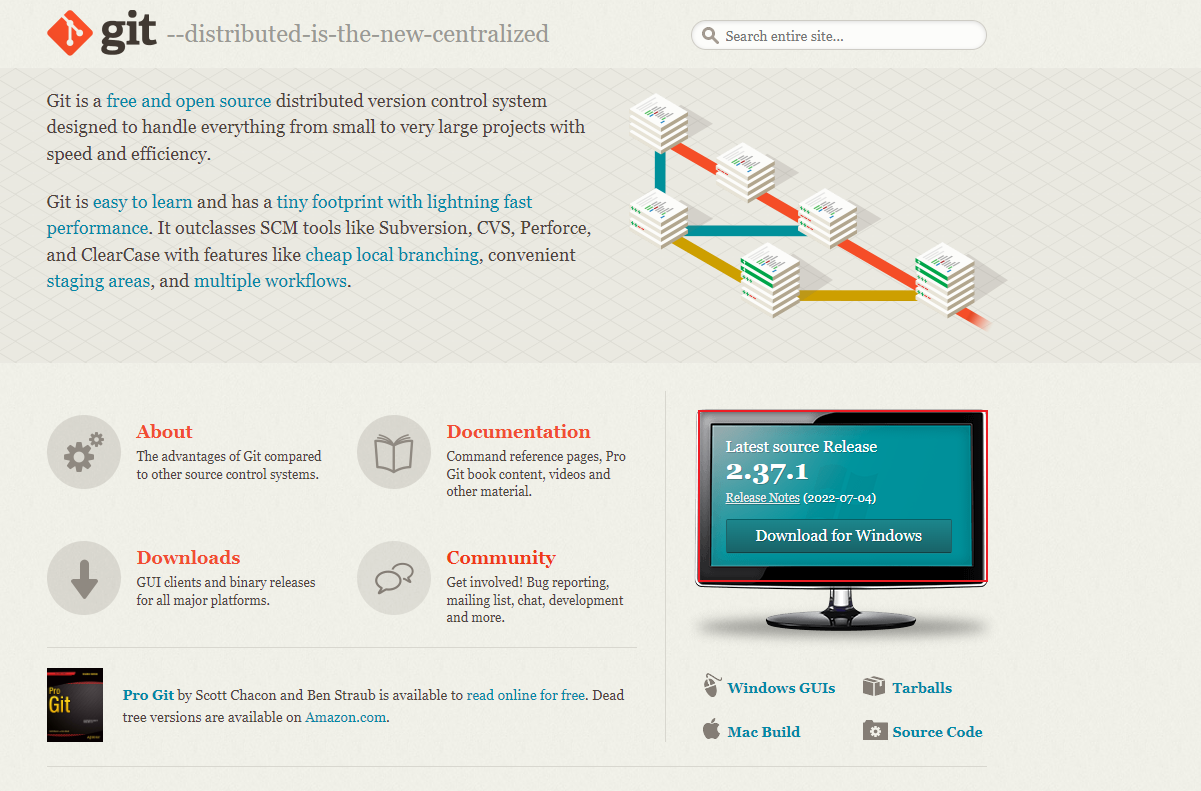 git --distributed-is-the-new-centralized
Search entire site...
Git is a free and open source distributed version control system
designed to handle everything from small to very large projects with
speed and efficiency.
Git is easy to learn and has a tiny footprint with lightning fast
performance. It outclasses SCM tools like Subversion, CVS, Perforce,
and ClearCase with features like cheap local branching, convenient
staging areas, and multiple workflows.
About
The advantages of Git compared
to other source control systems.
Documentation
Command reference pages, Pro
Git book content, videos and
other material.
Downloads
GUI clients and binary releases
for all major platforms.
Community
Get involved! Bug reporting,
mailing list, chat, development
and more.
Pro
Git
Pro Git by Scott Chacon and Ben Straub is available to read online for free. Dead
tree versions are available on Amazon.com.
Latest source Release
2.37.1
Release Notes (2022-07-04)
Download for Windows
Windows GUIs
Tarballs
Mac Build
Source Code